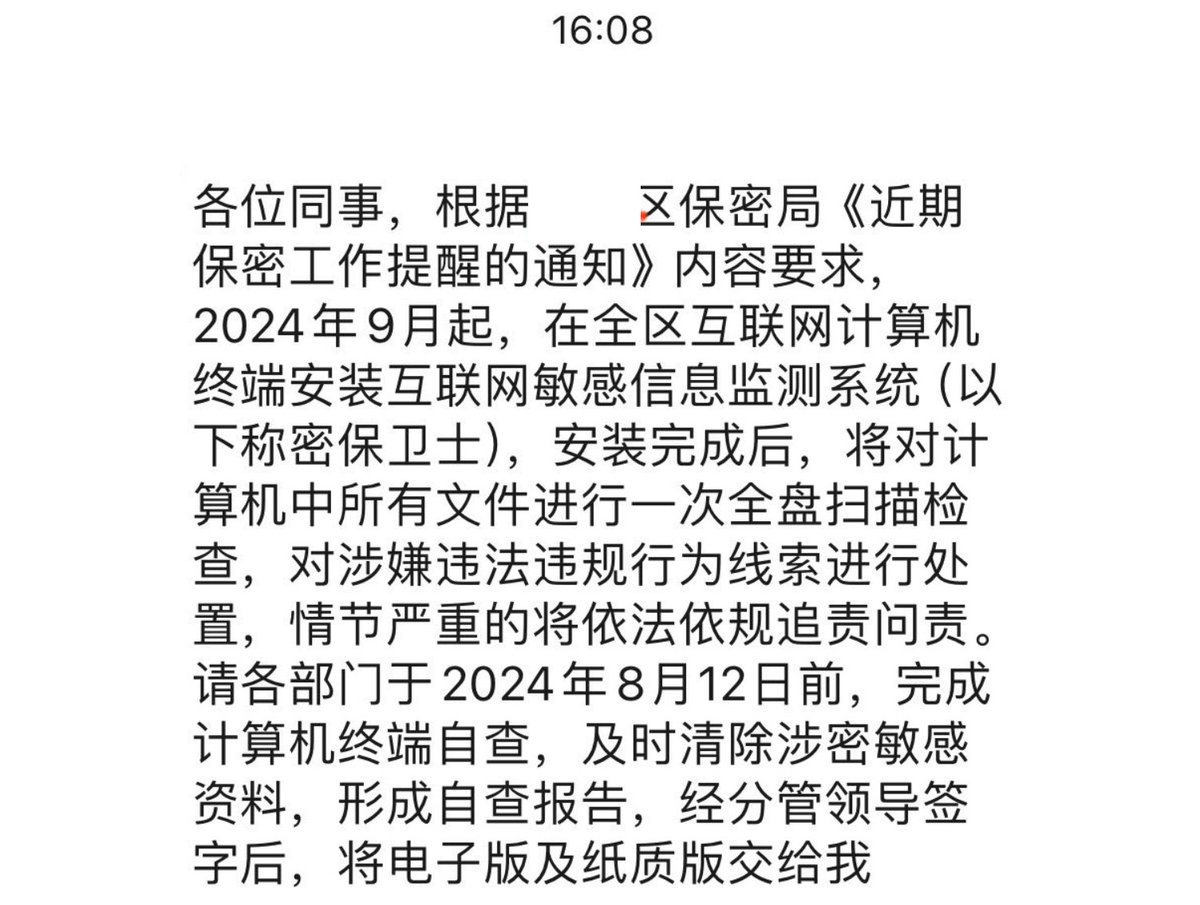 16:08
各位同事，根据 区保密局《近期
保密工作提醒的通知》内容要求，
2024年9月起，在全区互联网计算机
终端安装互联网敏感信息监测系统（以
下称密保卫士），安装完成后，将对计
算机中所有文件进行一次全盘扫描检
查，对涉嫌违法违规行为线索进行处
置，情节严重的将依法依规追责问责。
请各部门于2024年8月12日前，完成
计算机终端自查，及时清除涉密敏感
资料，形成自查报告，经分管领导签
字后，将电子版及纸质版交给我